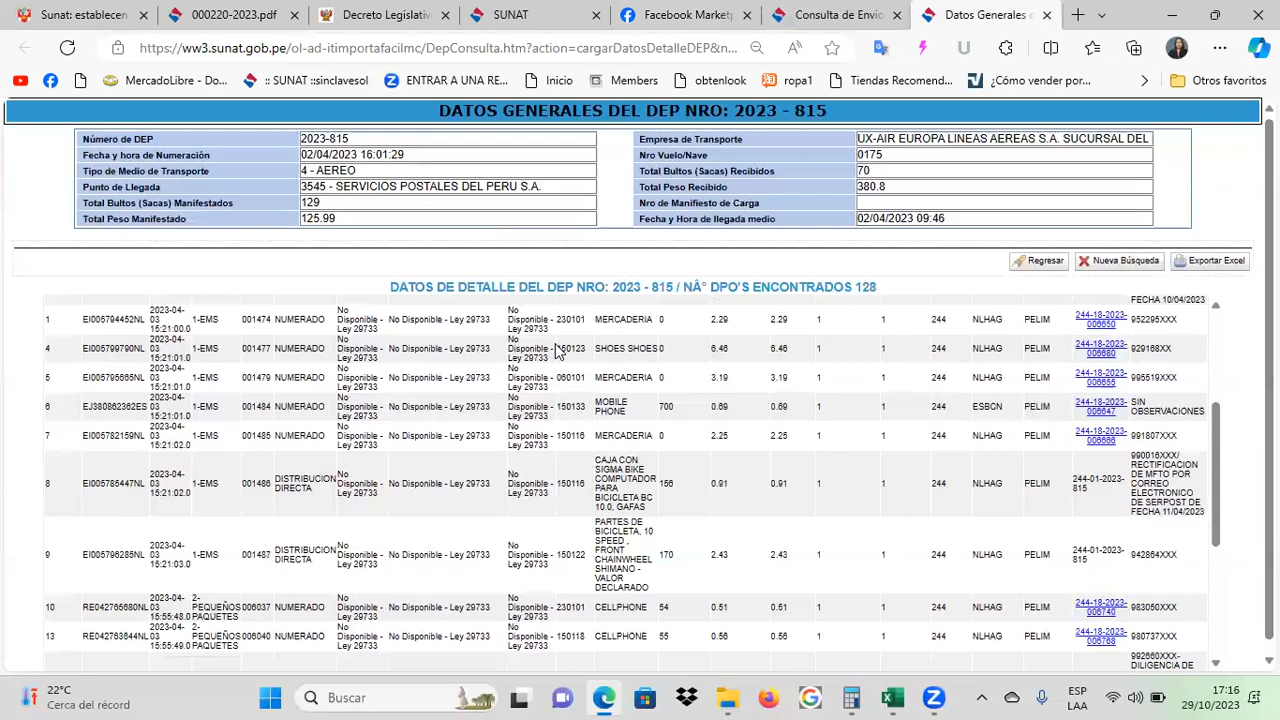 Sunat: establecen
000220-2023.pdf
Decreto Legislativ
SUNAT
Facebook Marketp
Consulta de Envio
Datos Generales d
https://ww3.sunat.gob.pe/ol-ad-itimportafacilmc/DepConsulta.htm?action=cargarDatosDetalleDEP&n...
MercadoLibre - Do...
:: SUNAT ::sinclavesol
ENTRAR A UNA RE...
Inicio
Members
obtenlook
ropa1
Tiendas Recomend...
¿Cómo vender por...
Otros favoritos
DATOS GENERALES DEL DEP NRO: 2023 - 815
Número de DEP 2023-815 Empresa de Transporte UX-AIR EUROPA LINEAS AEREAS S.A. SUCURSAL DEL
Fecha y hora de Numeración 02/04/2023 16:01:29 Nro Vuelo/Nave 0175
Tipo de Medio de Transporte 4 - AEREO Total Bultos (Sacas) Recibidos 70
Punto de Llegada 3545 - SERVICIOS POSTALES DEL PERU S.A. Total Peso Recibido 380.8
Total Bultos (Sacas) Manifestados 129 Nro de Manifiesto de Carga
Total Peso Manifestado 125.99 Fecha y Hora de llegada medio 02/04/2023 09:46
Regresar Nueva Búsqueda Exportar Excel
DATOS DE DETALLE DEL DEP NRO: 2023 - 815 / NÂ° DPO'S ENCONTRADOS 128
FECHA 10/04/2023
1 EI005794452NL 2023-04-03 15:21:00.0 1-EMS 001474 NUMERADO No Disponible - Ley 29733 No Disponible - Ley 29733 No Disponible - Ley 29733 230101 MERCADERIA 0 2.29 2.29 1 1 244 NLHAG PELIM 244-18-2023-006650 952295XXX
4 EI005799790NL 2023-04-03 15:21:01.0 1-EMS 001477 NUMERADO No Disponible - Ley 29733 No Disponible - Ley 29733 No Disponible - Ley 29733 150123 SHOES SHOES 0 6.46 6.46 1 1 244 NLHAG PELIM 244-18-2023-006680 929168XX
5 EI005795665NL 2023-04-03 15:21:01.0 1-EMS 001479 NUMERADO No Disponible - Ley 29733 No Disponible - Ley 29733 No Disponible - Ley 29733 060101 MERCADERIA 0 3.19 3.19 1 1 244 NLHAG PELIM 244-18-2023-006655 995519XXX
6 EJ380862362ES 2023-04-03 15:21:01.0 1-EMS 001484 NUMERADO No Disponible - Ley 29733 No Disponible - Ley 29733 No Disponible - Ley 29733 150133 MOBILE PHONE 700 0.69 0.69 1 1 244 ESBCN PELIM 244-18-2023-006647 SIN OBSERVACIONES
7 EI005782159NL 2023-04-03 15:21:02.0 1-EMS 001485 NUMERADO No Disponible - Ley 29733 No Disponible - Ley 29733 No Disponible - Ley 29733 150116 MERCADERIA 0 2.25 2.25 1 1 244 NLHAG PELIM 244-18-2023-006666 991807XXX
8 EI005785447NL 2023-04-03 15:21:02.0 1-EMS 001486 DISTRIBUCION DIRECTA No Disponible - Ley 29733 No Disponible - Ley 29733 No Disponible - Ley 29733 150116 CAJA CON SIGMA BIKE COMPUTADOR PARA BICICLETA BC 10.0, GAFAS 156 0.91 0.91 1 1 244 NLHAG PELIM 244-01-2023-815 990016XXX/ RECTIFICACION DE MFTO POR CORREO ELECTRONICO DE SERPOST DE FECHA 11/04/2023
9 EI005796285NL 2023-04-03 15:21:03.0 1-EMS 001487 DISTRIBUCION DIRECTA No Disponible - Ley 29733 No Disponible - Ley 29733 No Disponible - Ley 29733 150122 PARTES DE BICICLETA, 10 SPEED , FRONT CHAINWHEEL SHIMANO - VALOR DECLARADO 170 2.43 2.43 1 1 244 NLHAG PELIM 244-01-2023-815 942864XXX
10 RE042765680NL 2023-04-03 15:55:48.0 2-PEQUEÑOS PAQUETES 006037 NUMERADO No Disponible - Ley 29733 No Disponible - Ley 29733 No Disponible - Ley 29733 230101 CELLPHONE 54 0.51 0.51 1 1 244 NLHAG PELIM 244-18-2023-006740 983050XXX
13 RE042763644NL 2023-04-03 15:55:49.0 2-PEQUEÑOS PAQUETES 006040 NUMERADO No Disponible - Ley 29733 No Disponible - Ley 29733 No Disponible - Ley 29733 150118 CELLPHONE 55 0.56 0.56 1 1 244 NLHAG PELIM 244-18-2023-006768 980737XXX
992660XXX- DILIGENCIA DE
22°C
Cerca del récord
Buscar
ESP
LAA
17:16
29/10/2023